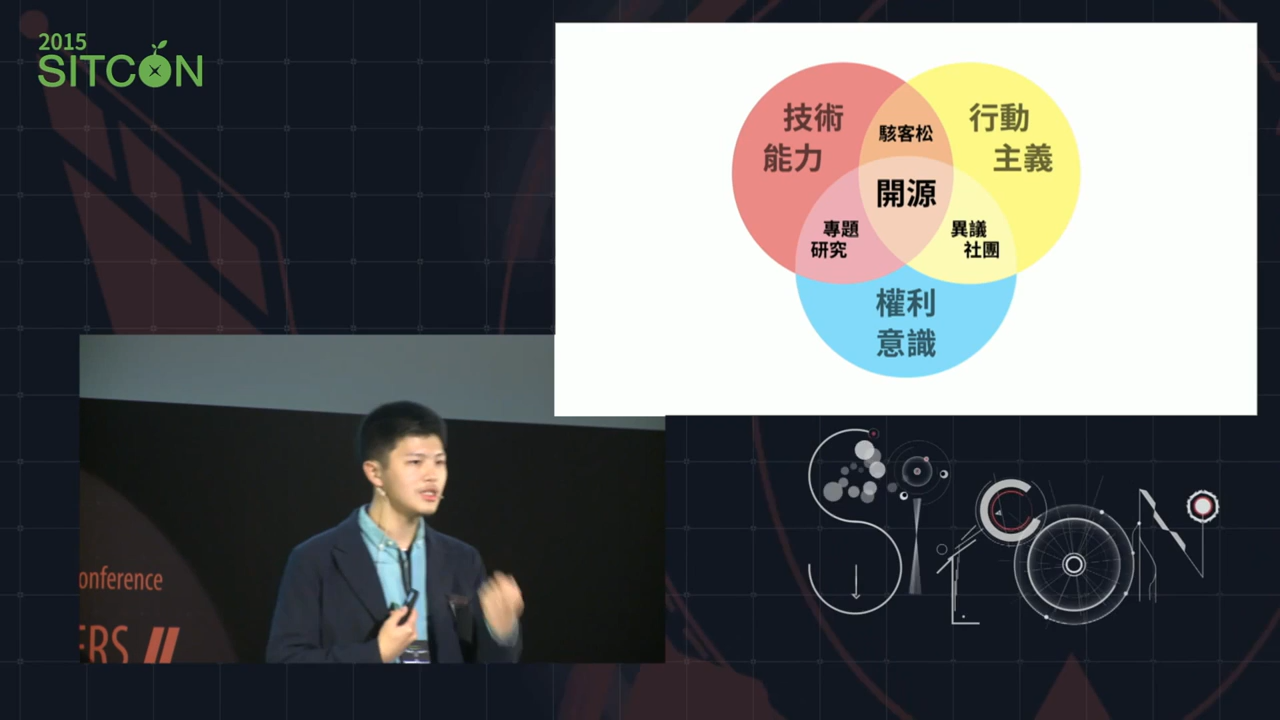 2015
SITCON
技術
能力
駭客松
行動
主義
開源
專題
研究
異議
社團
權利
意識
onference
ERS //
SITCON